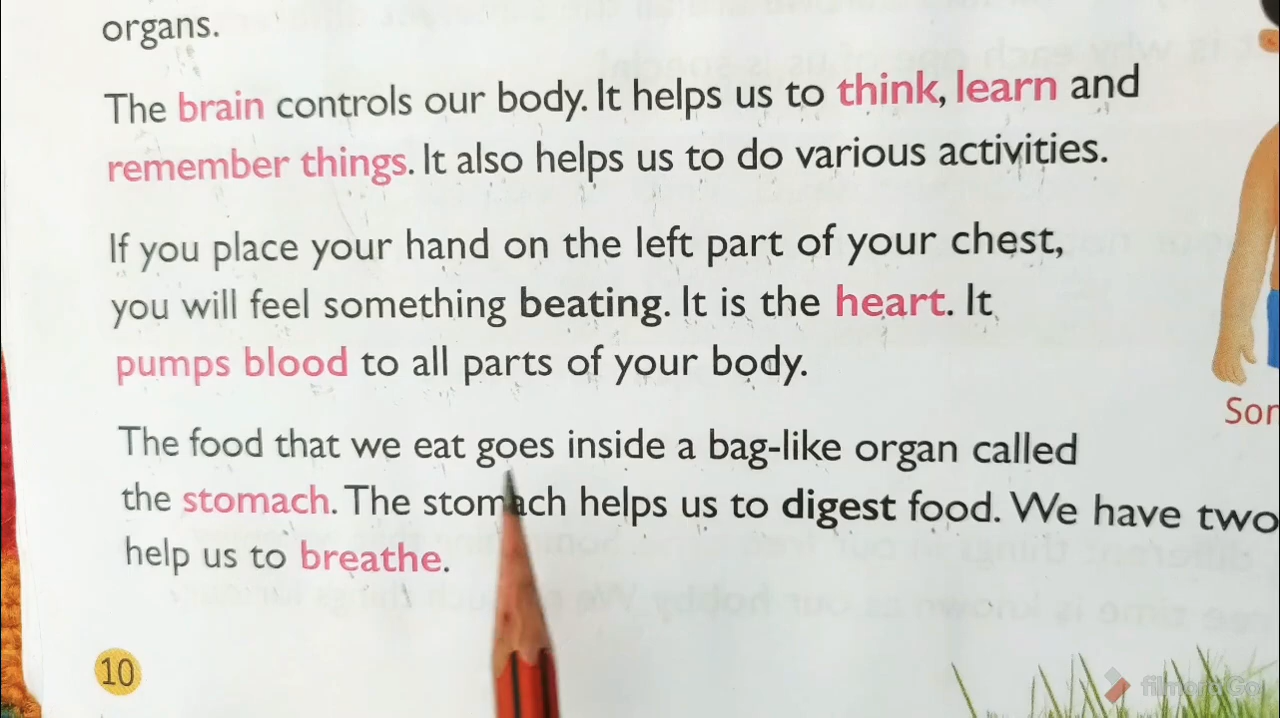 organs.
The brain controls our body. It helps us to think, learn and
remember things. It also helps us to do various activities.
If you place your hand on the left part of your chest,
you will feel something beating. It is the heart. It
pumps blood to all parts of your body.
Sor
The food that we eat goes inside a bag-like organ called
the stomach. The stomach helps us to digest food. We have two
help us to breathe.
10
filmora Go